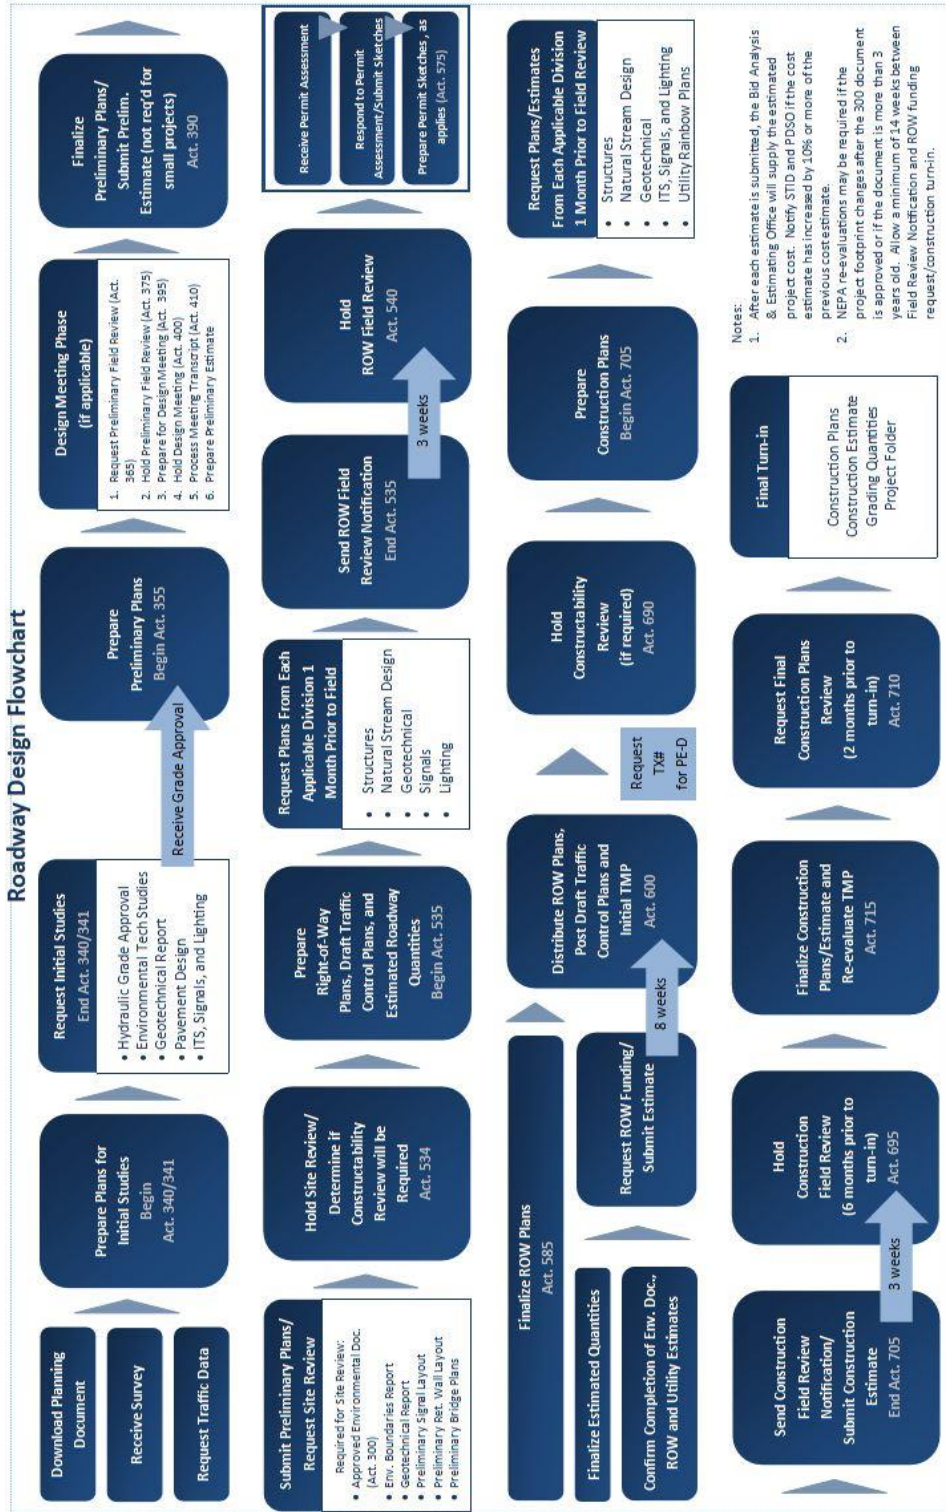 Roadway Design Flowchart
Download Planning
Document
Receive Survey
Request Traffic Data
Prepare Plans for
Initial Studies
Begin
Act. 340/341
Request Initial Studies
End Act. 340/341
• Hydraulic Grade Approval
• Environmental Tech Studies
• Geotechnical Report
• Pavement Design
• ITS, Signals, and Lighting
Receive Grade Approval
Prepare
Preliminary Plans
Begin Act. 355
Design Meeting Phase
(if applicable)
1. Request Preliminary Field Review (Act.
365)
2. Hold Preliminary Field Review (Act. 375)
3. Prepare for Design Meeting (Act. 395)
4. Hold Design Meeting (Act. 400)
5. Process Meeting Transcript (Act. 410)
6. Prepare Preliminary Estimate
Finalize
Preliminary Plans/
Submit Prelim.
Estimate (not req'd for
small projects)
Act. 390
Submit Preliminary Plans/
Request Site Review
Required for Site Review:
• Approved Environmental Doc.
(Act. 300)
• Env. Boundaries Report
• Geotechnical Report
• Preliminary Signal Layout
• Preliminary Ret. Wall Layout
• Preliminary Bridge Plans
Hold Site Review/
Determine if
Constructability
Review will be
Required
Act. 534
Prepare
Right-of-Way
Plans, Draft Traffic
Control Plans, and
Estimated Roadway
Quantities
Begin Act. 535
Request Plans From Each
Applicable Division 1
Month Prior to Field
• Structures
• Natural Stream Design
• Geotechnical
• Signals
• Lighting
Send ROW Field
Review Notification
End Act. 535
3 weeks
Hold
ROW Field Review
Act. 540
Receive Permit Assessment
Respond to Permit
Assessment/Submit Sketches
Prepare Permit Sketches , as
applies (Act. 575)
Finalize ROW Plans
Act. 585
Finalize Estimated Quantities
Confirm Completion of Env. Doc.,
ROW and Utility Estimates
Request ROW Funding/
Submit Estimate
8 weeks
Distribute ROW Plans,
Post Draft Traffic
Control Plans and
Initial TMP
Act. 600
Request
TX#
for PE-D
Hold
Constructability
Review
(if required)
Act. 690
Prepare
Construction Plans
Begin Act. 705
Request Plans/Estimates
From Each Applicable Division
1 Month Prior to Field Review
• Structures
• Natural Stream Design
• Geotechnical
• ITS, Signals, and Lighting
• Utility Rainbow Plans
Send Construction
Field Review
Notification/
Submit Construction
Estimate
End Act. 705
3 weeks
Hold
Construction
Field Review
(6 months prior to
turn-in)
Act. 695
Finalize Construction
Plans/Estimate and
Re-evaluate TMP
Act. 715
Request Final
Construction Plans
Review
(2 months prior to
turn-in)
Act. 710
Final Turn-in
Construction Plans
Construction Estimate
Grading Quantities
Project Folder
Notes:
1. After each estimate is submitted, the Bid Analysis
& Estimating Office will supply the estimated
project cost. Notify STID and PDSO if the cost
estimate has increased by 10% or more of the
previous cost estimate.
2. NEPA re-evaluations may be required if the
project footprint changes after the 300 document
is approved or if the document is more than 3
years old. Allow a minimum of 14 weeks between
Field Review Notification and ROW funding
request/construction turn-in.